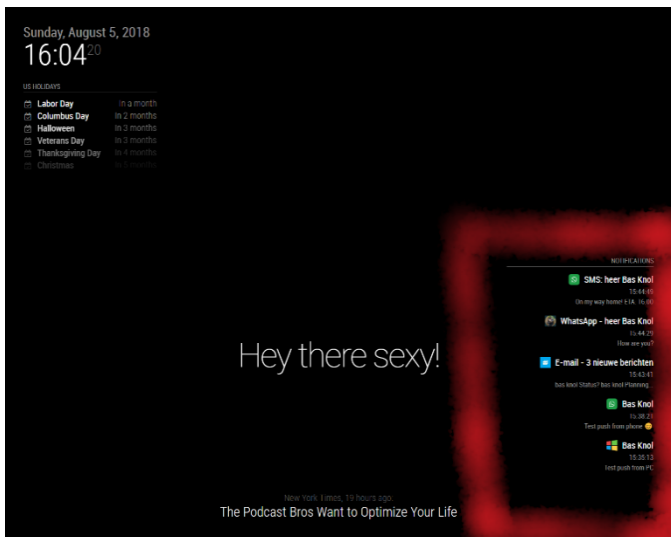 Sunday, August 5, 2018
16:04 20
US HOLIDAYS
Labor Day In a month
Columbus Day In 2 months
Halloween In 3 months
Veterans Day In 3 months
Thanksgiving Day In 4 months
Christmas In 5 months
NOTIFICATIONS
SMS: heer Bas Knol
15:44:49
On my way home! ETA: 16:00
WhatsApp - heer Bas Knol
15:44:29
How are you?
E-mail - 3 nieuwe berichten
15:43:41
bas knol Status? bas knol Planning...
Bas Knol
15:38:23
Test push from phone 😄
Bas Knol
15:35:13
Test push from PC
Hey there sexy!
New York Times, 19 hours ago:
The Podcast Bros Want to Optimize Your Life